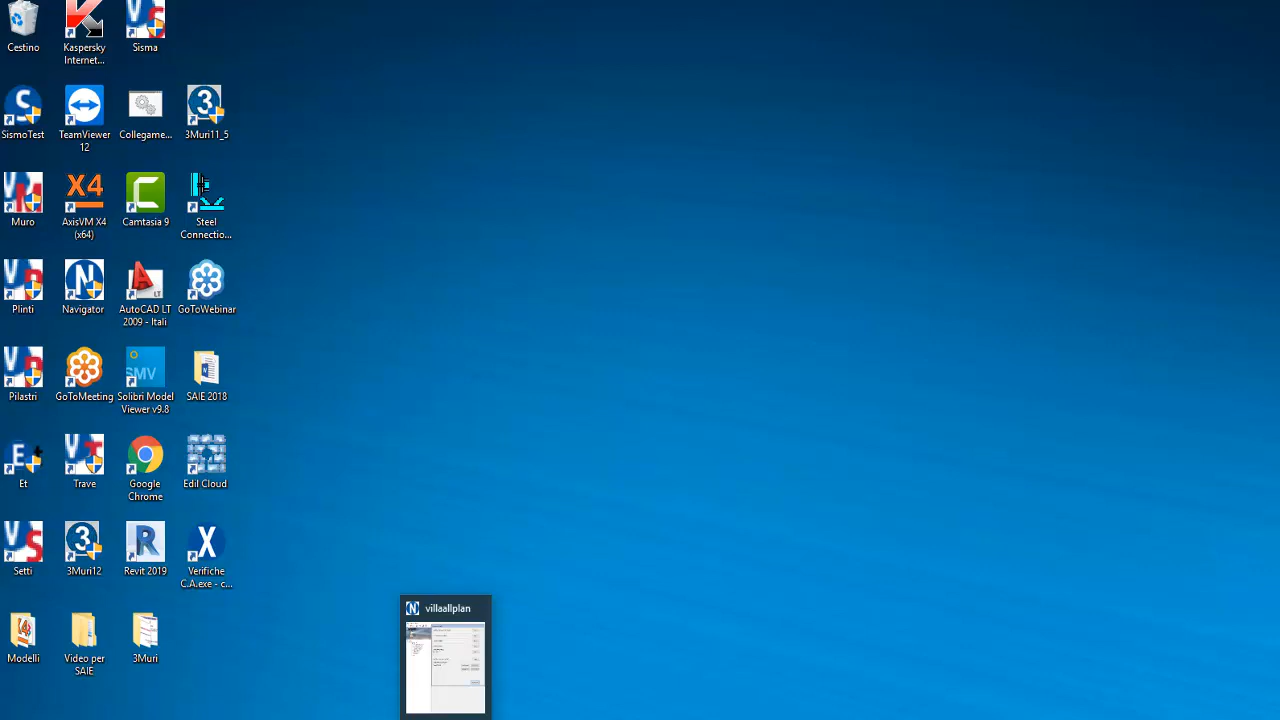 Cestino
Kaspersky
Internet...
Sisma
SismoTest
TeamViewer
12
Collegame...
3Muri11_5
Muro
X4
AxisVM X4
(x64)
Camtasia 9
Steel
Connectio...
Plinti
Navigator
AutoCAD LT
2009 - Itali
GoToWebinar
Pilastri
GoToMeeting
SMV
Solibri Model
Viewer v9.8
SAIE 2018
Et
Trave
Google
Chrome
Edil Cloud
Setti
3Muri12
Revit 2019
Verifiche
C.A.exe - c...
villaallplan
Modelli
Video per
SAIE
3Muri